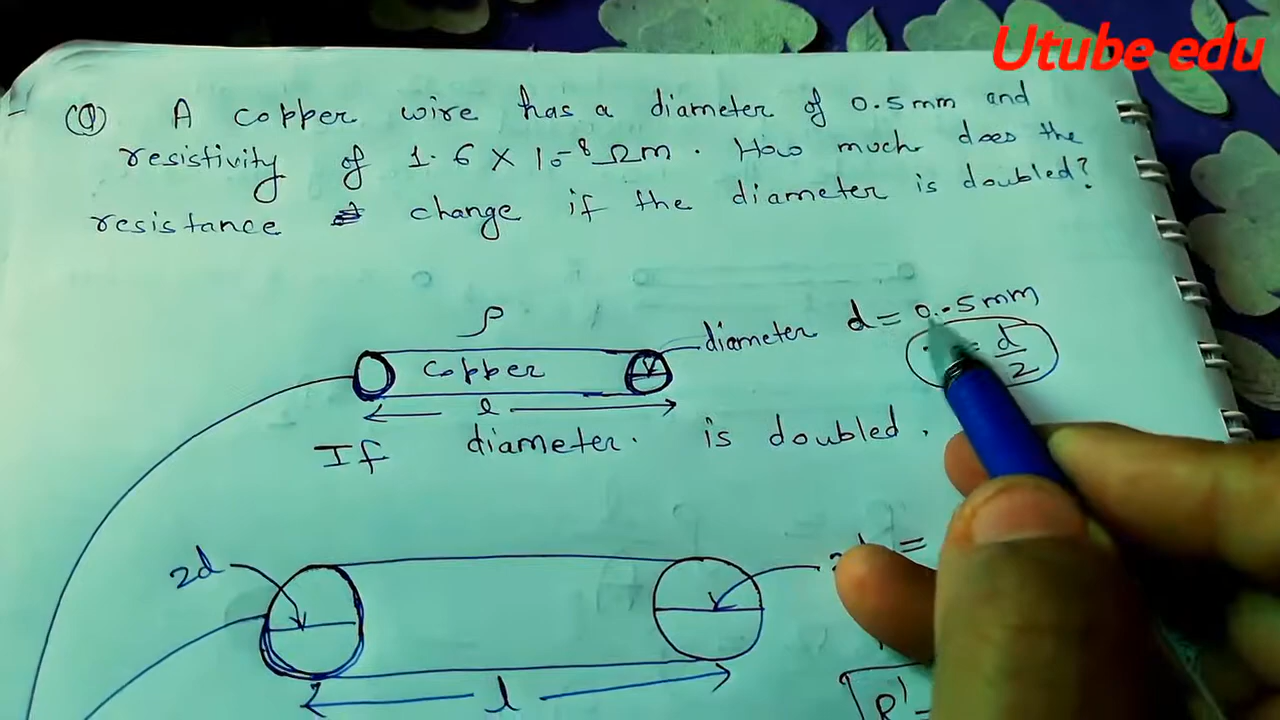 Utube edu
(Q) A copper wire has a diameter of 0.5mm and
resistivity of 1.6 × 10⁻⁸ Ωm. How much does the
resistance change if the diameter is doubled?
ρ
copper
diameter d = 0.5mm
= d/2
l
If diameter is doubled.
2d
=
l
R' =